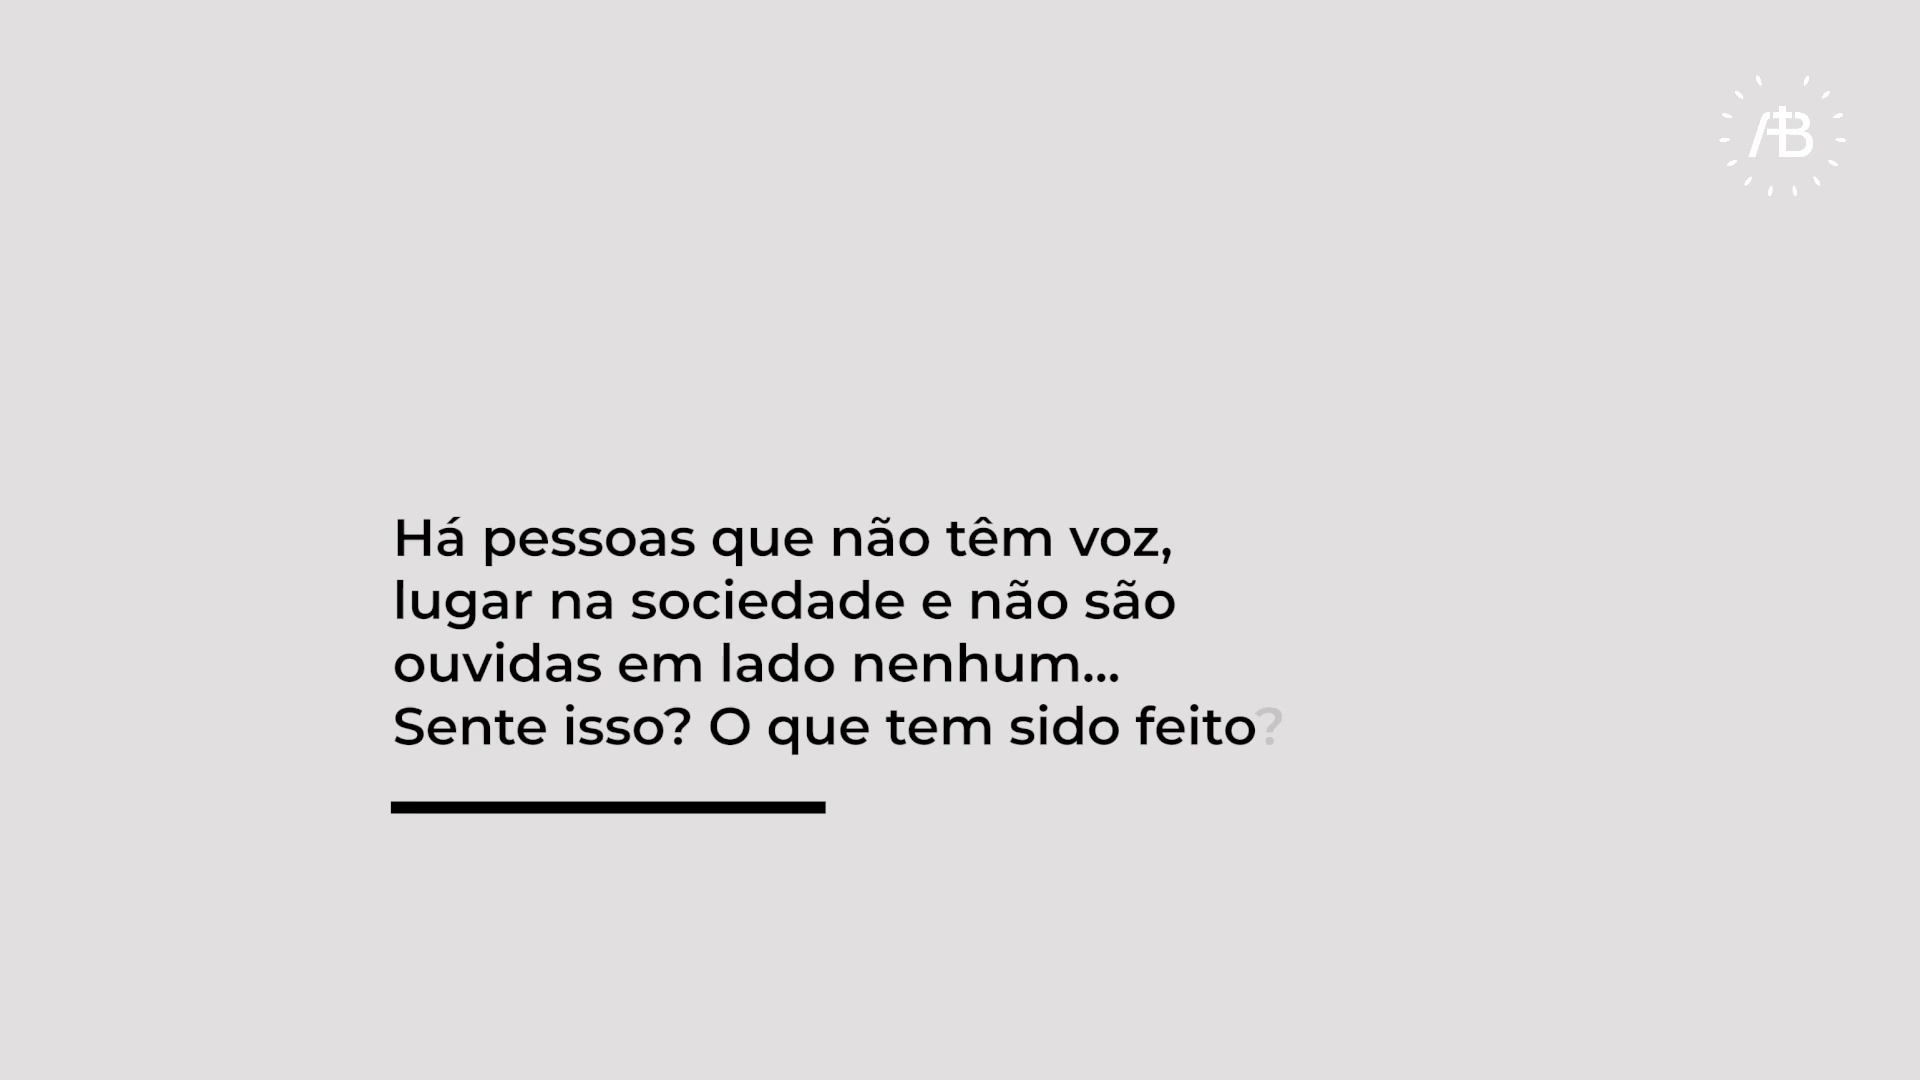 AB
Há pessoas que não têm voz,
lugar na sociedade e não são
ouvidas em lado nenhum...
Sente isso? O que tem sido feito?